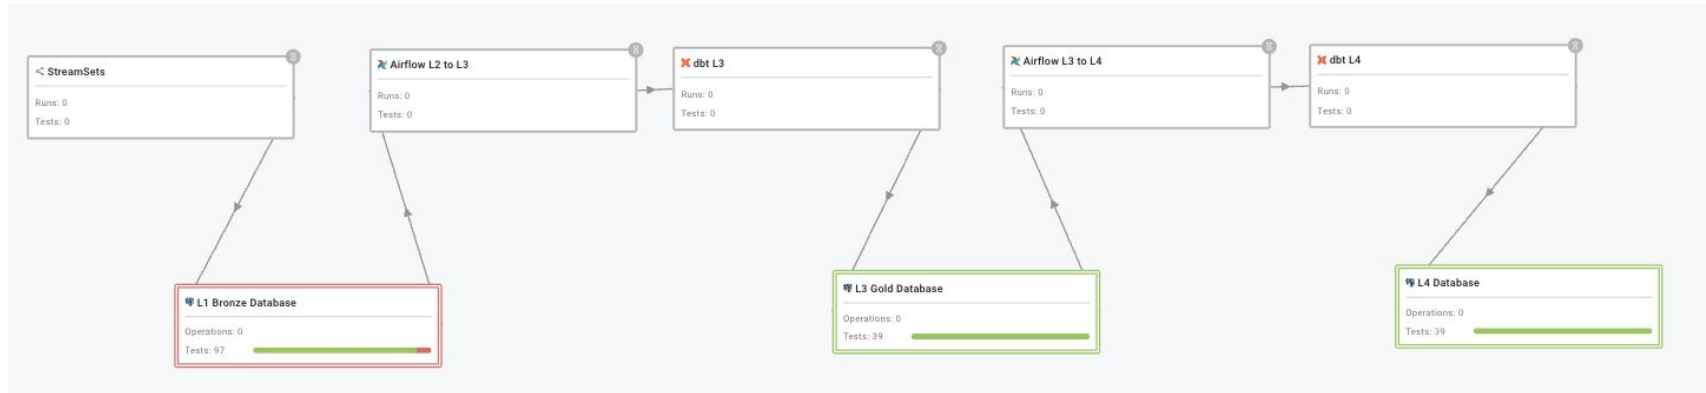 StreamSets
Runs: 0
Tests: 0
Airflow L2 to L3
Runs: 0
Tests: 0
dbt L3
Runs: 0
Tests: 0
Airflow L3 to L4
Runs: 0
Tests: 0
dbt L4
Runs: 0
Tests: 0
L1 Bronze Database
Operations: 0
Tests: 97
L3 Gold Database
Operations: 0
Tests: 39
L4 Database
Operations: 0
Tests: 39